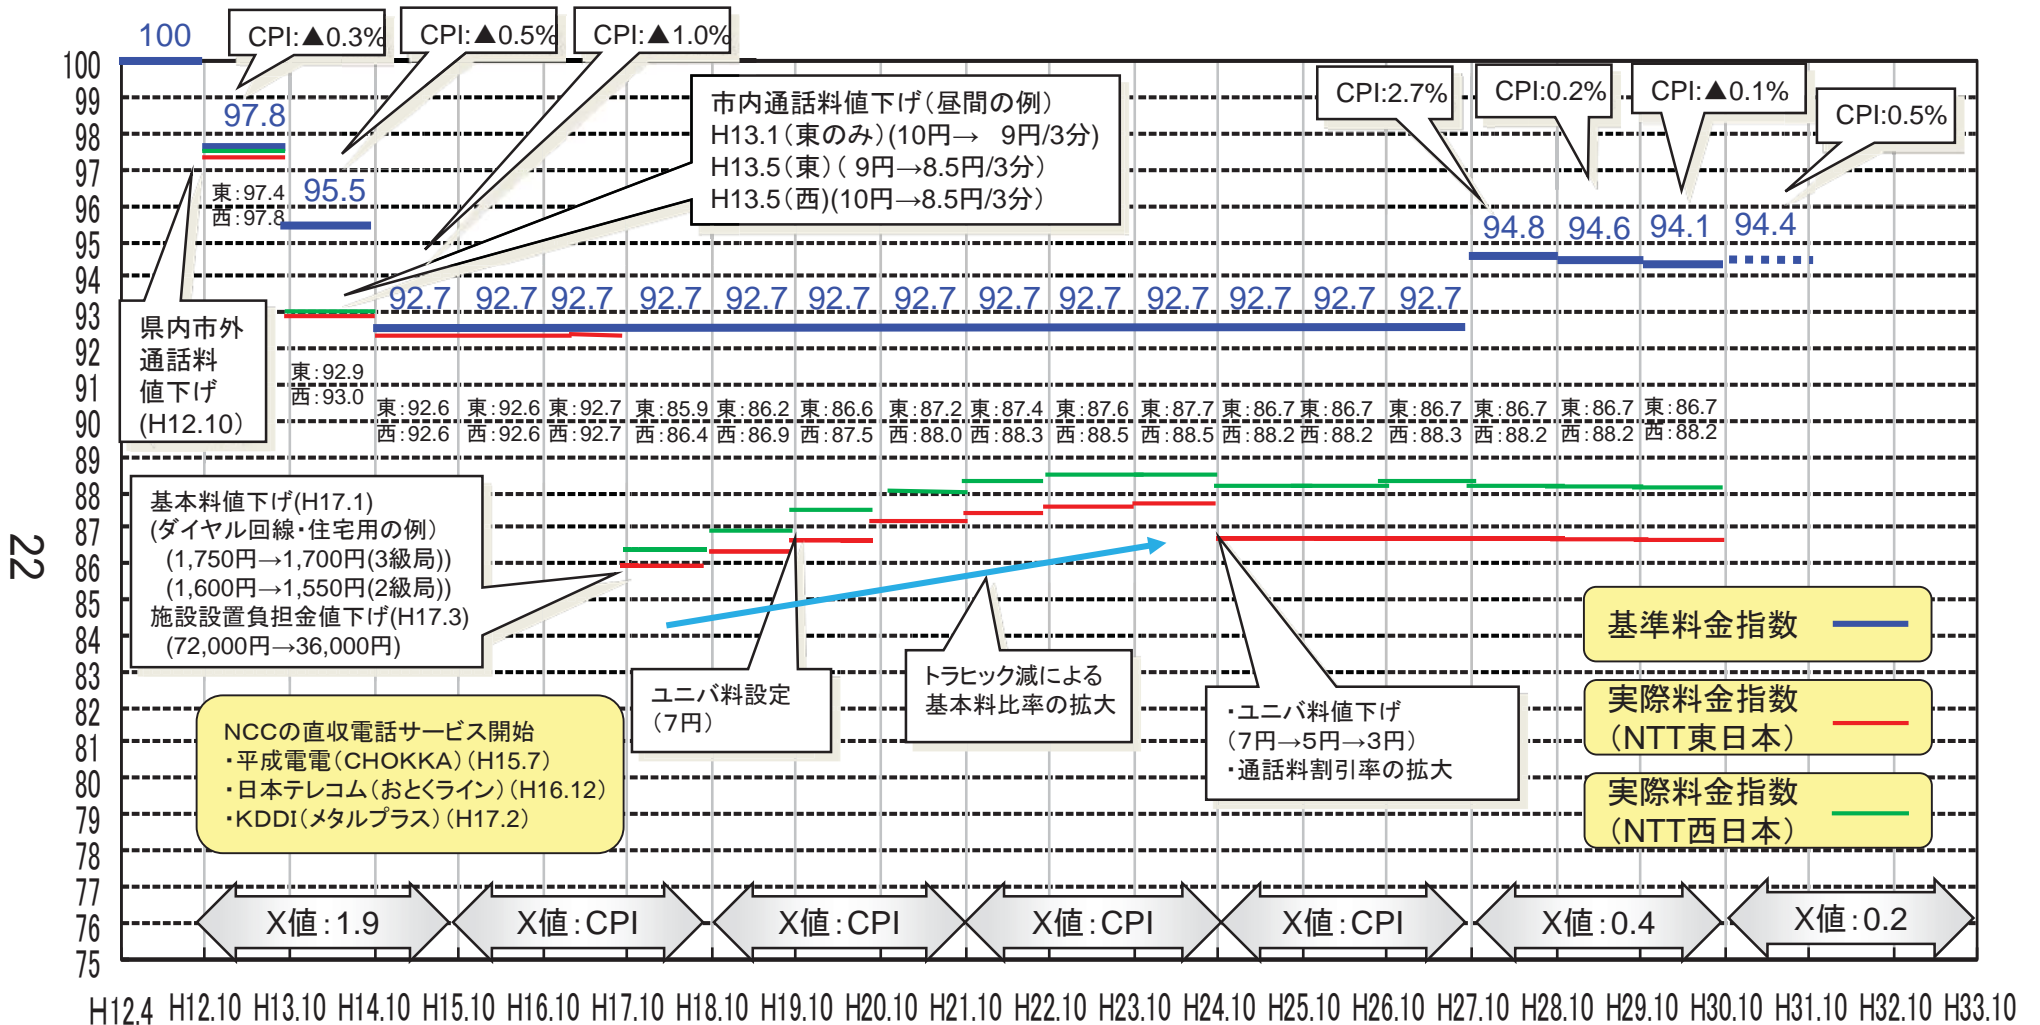 100
CPI:▲0.3%
CPI:▲0.5%
CPI:▲1.0%
97.8
東:97.4
西:97.8
95.5
市内通話料値下げ(昼間の例)
H13.1(東のみ)(10円→ 9円/3分)
H13.5(東)( 9円→8.5円/3分)
H13.5(西)(10円→8.5円/3分)
CPI:2.7%
CPI:0.2%
CPI:▲0.1%
CPI:0.5%
94.8
94.6
94.1
94.4
92.7
92.7
92.7
92.7
92.7
92.7
92.7
92.7
92.7
92.7
92.7
92.7
92.7
県内市外
通話料
値下げ
(H12.10)
東:92.9
西:93.0
東:92.6
西:92.6
東:92.6
西:92.6
東:92.7
西:92.7
東:85.9
西:86.4
東:86.2
西:86.9
東:86.6
西:87.5
東:87.2
西:88.0
東:87.4
西:88.3
東:87.6
西:88.5
東:87.7
西:88.5
東:86.7
西:88.2
東:86.7
西:88.2
東:86.7
西:88.3
東:86.7
西:88.2
東:86.7
西:88.2
東:86.7
西:88.2
基本料値下げ(H17.1)
(ダイヤル回線・住宅用の例)
(1,750円→1,700円(3級局))
(1,600円→1,550円(2級局))
施設設置負担金値下げ(H17.3)
(72,000円→36,000円)
ユニバ料設定
(7円)
トラヒック減による
基本料比率の拡大
・ユニバ料値下げ
(7円→5円→3円)
・通話料割引率の拡大
NCCの直収電話サービス開始
・平成電電(CHOKKA)(H15.7)
・日本テレコム(おとくライン)(H16.12)
・KDDI(メタルプラス)(H17.2)
基準料金指数
実際料金指数
(NTT東日本)
実際料金指数
(NTT西日本)
X値:1.9
X値:CPI
X値:CPI
X値:CPI
X値:CPI
X値:0.4
X値:0.2
100
99
98
97
96
95
94
93
92
91
90
89
88
87
86
85
84
83
82
81
80
79
78
77
76
75
H12.4 H12.10 H13.10 H14.10 H15.10 H16.10 H17.10 H18.10 H19.10 H20.10 H21.10 H22.10 H23.10 H24.10 H25.10 H26.10 H27.10 H28.10 H29.10 H30.10 H31.10 H32.10 H33.10
22